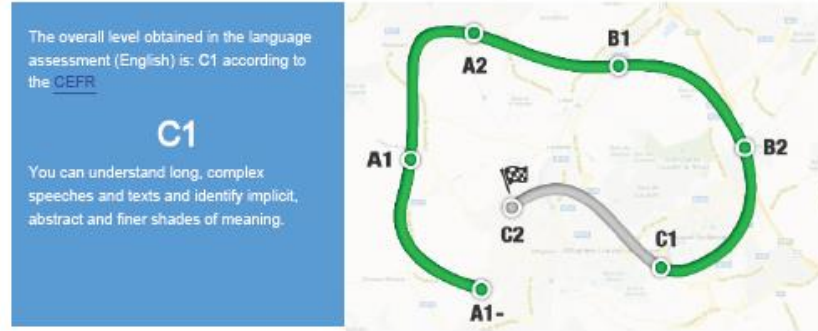 The overall level obtained in the language
assessment (English) is: C1 according to
the CEFR
C1
You can understand long, complex
speeches and texts and identify implicit,
abstract and finer shades of meaning.
A2
B1
B2
A1
C2
C1
A1-